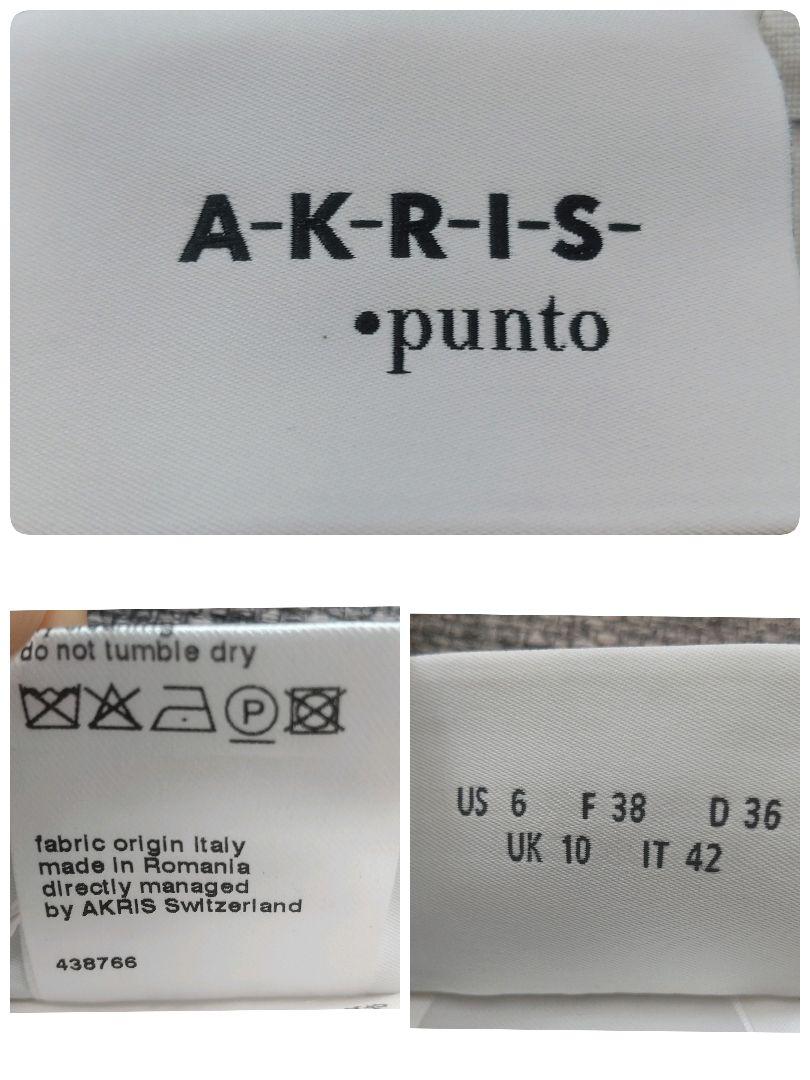 A-K-R-I-S-
•punto
do not tumble dry
P
fabric origin Italy
made in Romania
directly managed
by AKRIS Switzerland
438766
US 6 F 38 D 36
UK 10 IT 42